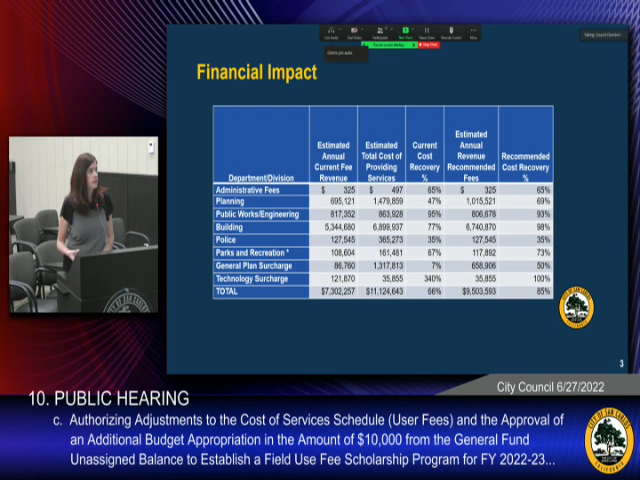 Financial Impact
Department/Division Estimated Annual Current Fee Revenue Estimated Total Cost of Providing Services Current Cost Recovery % Estimated Annual Revenue Recommended Fees Recommended Cost Recovery %
Administrative Fees $ 325 $ 497 65% $ 325 65%
Planning 695,121 1,479,859 47% 1,015,521 69%
Public Works/Engineering 817,352 863,928 95% 806,678 93%
Building 5,344,680 6,899,937 77% 6,740,870 98%
Police 127,545 365,273 35% 127,545 35%
Parks and Recreation * 108,604 161,481 67% 117,892 73%
General Plan Surcharge 86,760 1,317,813 7% 658,906 50%
Technology Surcharge 121,870 35,855 340% 35,855 100%
TOTAL $7,302,257 $11,124,643 66% $9,503,593 85%
3
City Council 6/27/2022
10. PUBLIC HEARING
c. Authorizing Adjustments to the Cost of Services Schedule (User Fees) and the Approval of
an Additional Budget Appropriation in the Amount of $10,000 from the General Fund
Unassigned Balance to Establish a Field Use Fee Scholarship Program for FY 2022-23...
CITY OF SAN CARLOS
CALIFORNIA